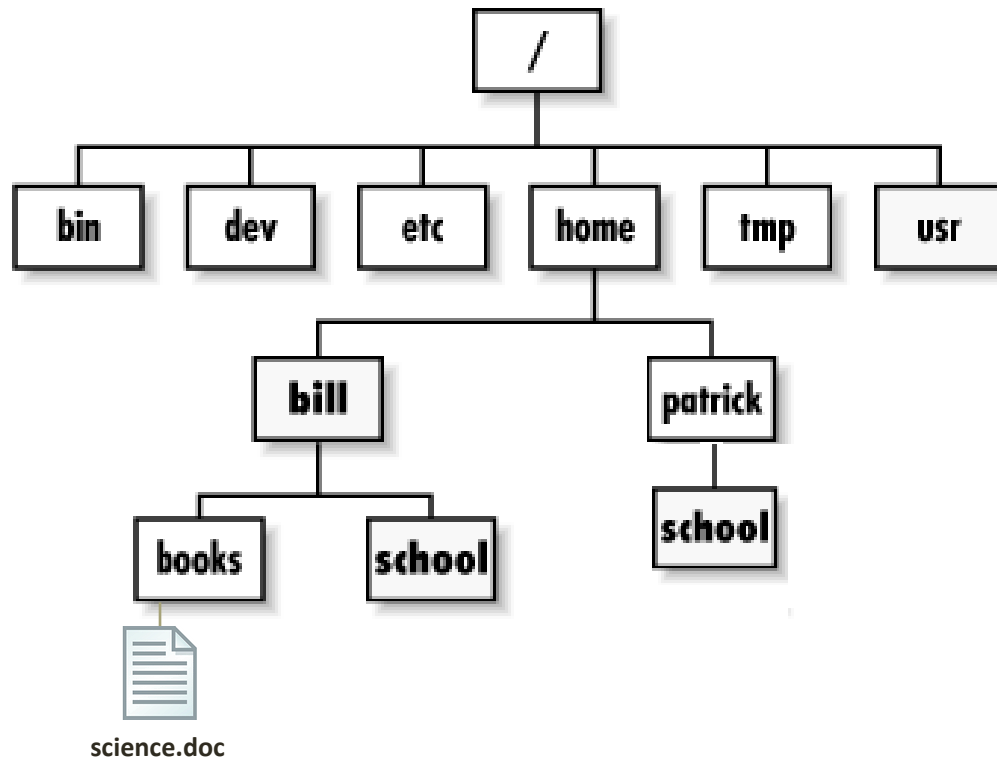 /
bin dev etc home tmp usr
bill patrick
books school school
science.doc